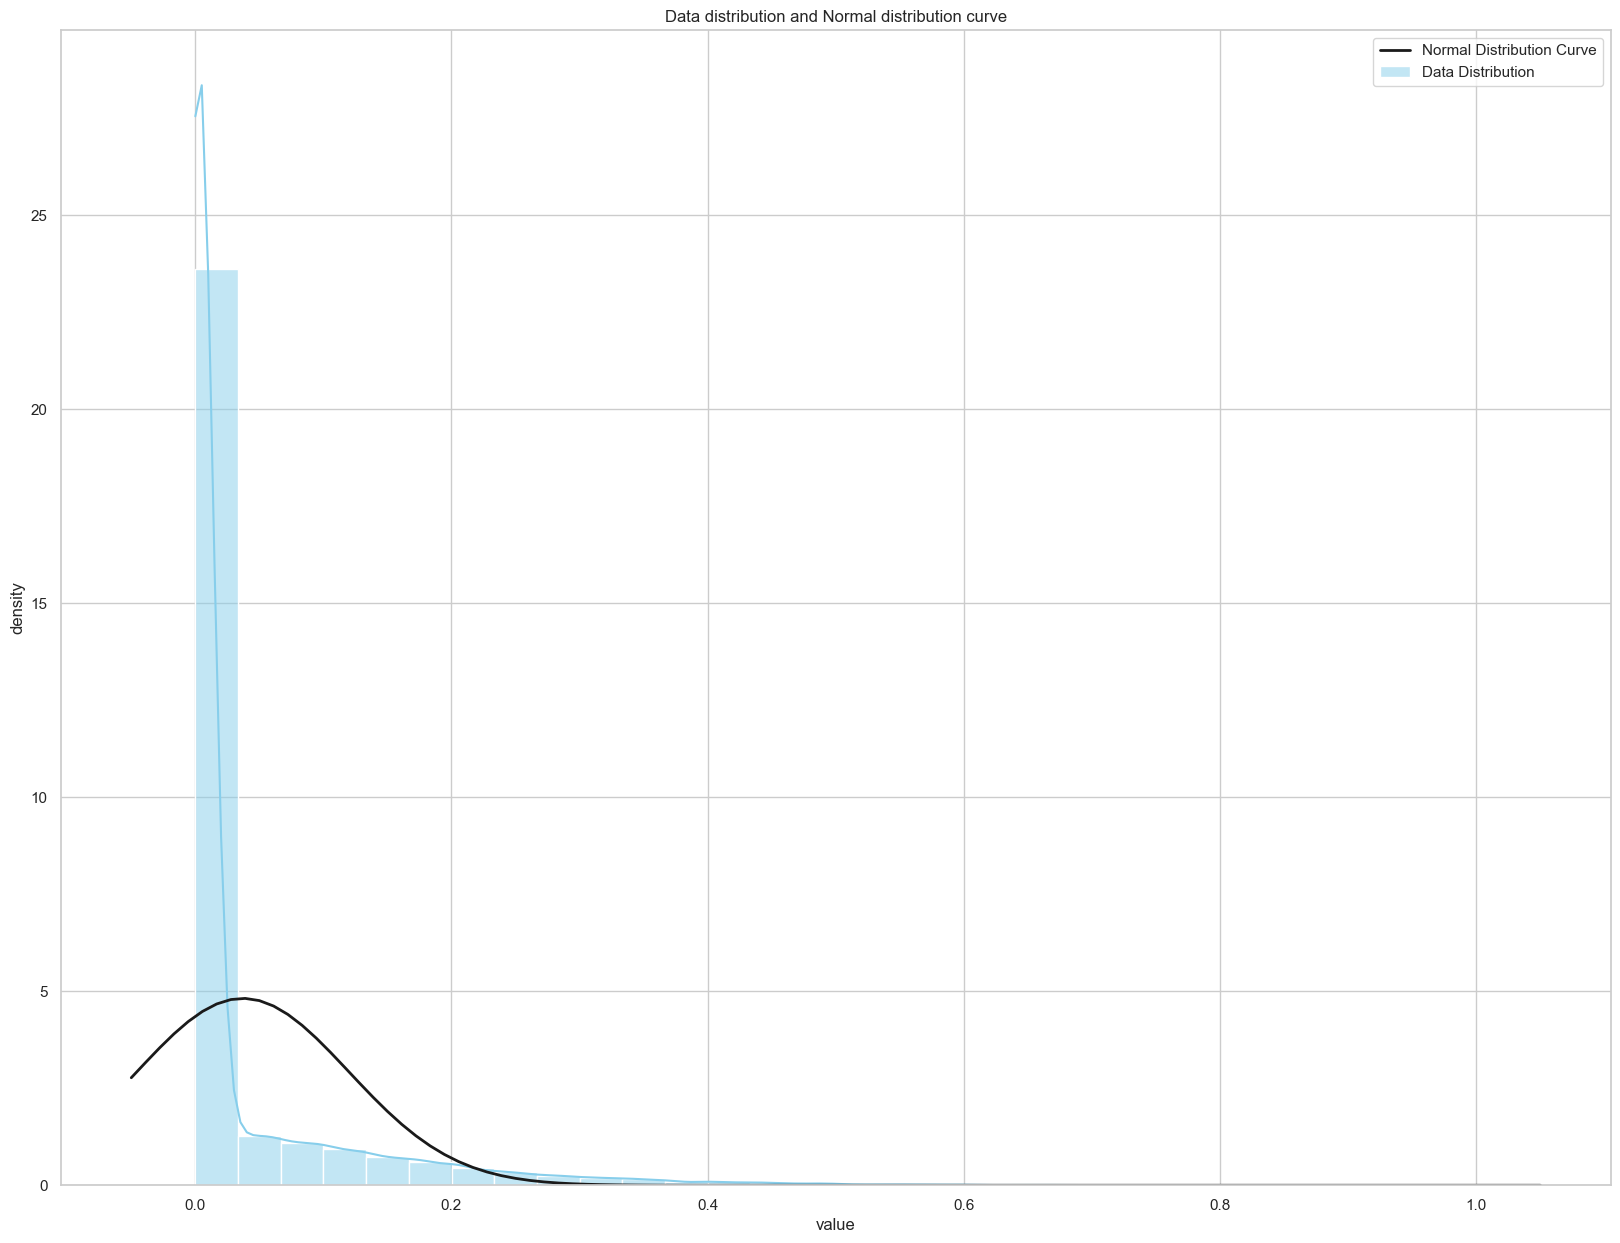 Data distribution and Normal distribution curve
Normal Distribution Curve
Data Distribution
density
25
20
15
10
5
0
0.0 0.2 0.4 0.6 0.8 1.0
value